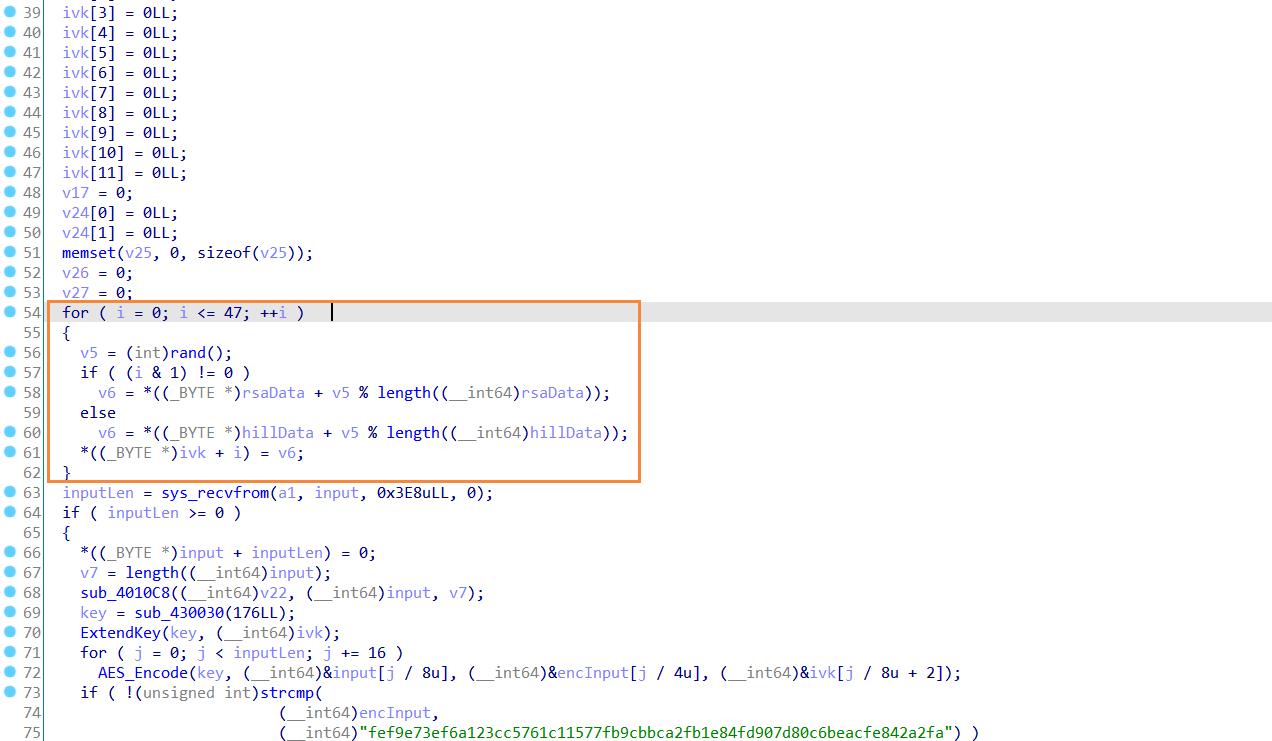 39 ivk[3] = 0LL;
40 ivk[4] = 0LL;
41 ivk[5] = 0LL;
42 ivk[6] = 0LL;
43 ivk[7] = 0LL;
44 ivk[8] = 0LL;
45 ivk[9] = 0LL;
46 ivk[10] = 0LL;
47 ivk[11] = 0LL;
48 v17 = 0;
49 v24[0] = 0LL;
50 v24[1] = 0LL;
51 memset(v25, 0, sizeof(v25));
52 v26 = 0;
53 v27 = 0;
54 for ( i = 0; i <= 47; ++i )
55 {
56 v5 = (int)rand();
57 if ( (i & 1) != 0 )
58 v6 = *((_BYTE *)rsaData + v5 % length((__int64)rsaData));
59 else
60 v6 = *((_BYTE *)hillData + v5 % length((__int64)hillData));
61 *((_BYTE *)ivk + i) = v6;
62 }
63 inputLen = sys_recvfrom(a1, input, 0x3E8uLL, 0);
64 if ( inputLen >= 0 )
65 {
66 *((_BYTE *)input + inputLen) = 0;
67 v7 = length((__int64)input);
68 sub_4010C8((__int64)v22, (__int64)input, v7);
69 key = sub_430030(176LL);
70 ExtendKey(key, (__int64)ivk);
71 for ( j = 0; j < inputLen; j += 16 )
72 AES_Encode(key, (__int64)&input[j / 8u], (__int64)&encInput[j / 4u], (__int64)&ivk[j / 8u + 2]);
73 if ( !(unsigned int)strcmp(
74 (__int64)encInput,
75 (__int64)"fef9e73ef6a123cc5761c11577fb9cbbca2fb1e84fd907d80c6beacfe842a2fa") )